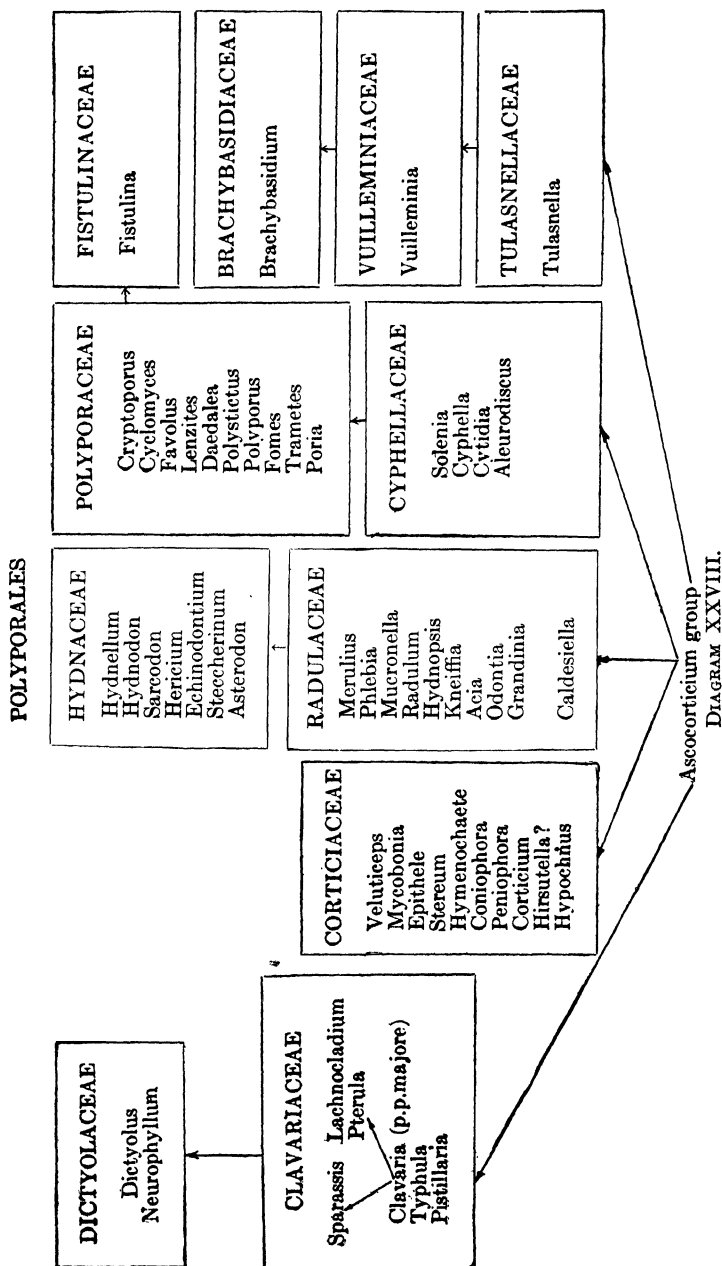 POLYPORALES
DICTYOLACEAE
Dictyolus
Neurophyllum
CLAVARIACEAE
Sparassis
Lachnocladium
Pterula
Clavaria (p.p.majore)
Typhula
Pistillaria
CORTICIACEAE
Veluticeps
Mycobonia
Epithele
Stereum
Hymenochaete
Coniophora
Peniophora
Corticium
Hirsutella?
Hypochnus
HYDNACEAE
Hydnellum
Hydnodon
Sarcodon
Hericium
Echinodontium
Steccherinum
Asterodon
RADULACEAE
Merulius
Phlebia
Mucronella
Radulum
Hydnopsis
Kneiffia
Acia
Odontia
Grandinia
Caldesiella
POLYPORACEAE
Cryptoporus
Cyclomyces
Favolus
Lenzites
Daedalea
Polystictus
Polyporus
Fomes
Trametes
Poria
CYPHELLACEAE
Solenia
Cyphella
Cytidia
Aleurodiscus
FISTULINACEAE
Fistulina
BRACHYBASIDIACEAE
Brachybasidium
VUILLEMINIACEAE
Vuilleminia
TULASNELLACEAE
Tulasnella
Ascocorticium group
DIAGRAM XXVIII.